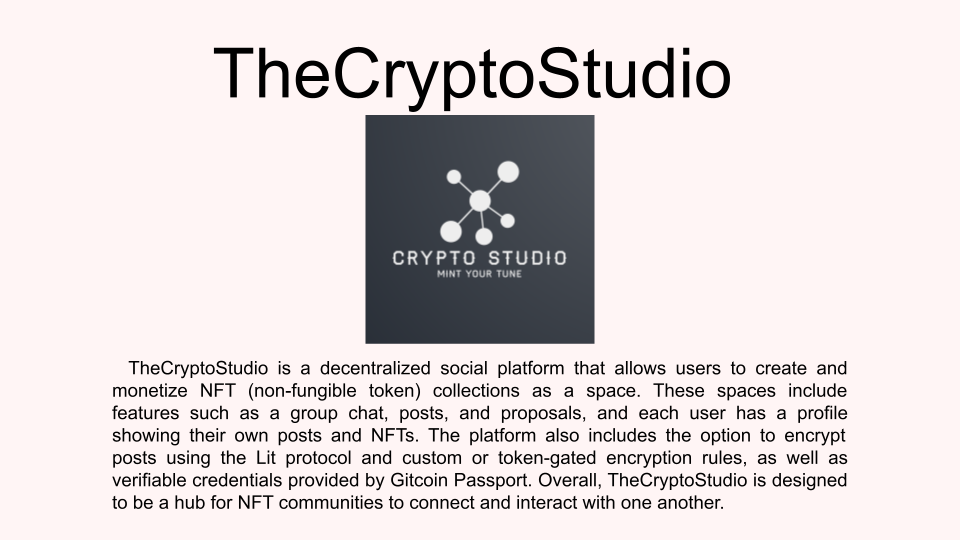 TheCryptoStudio
CRYPTO STUDIO
MINT YOUR TUNE
TheCryptoStudio is a decentralized social platform that allows users to create and
monetize NFT (non-fungible token) collections as a space. These spaces include
features such as a group chat, posts, and proposals, and each user has a profile
showing their own posts and NFTs. The platform also includes the option to encrypt
posts using the Lit protocol and custom or token-gated encryption rules, as well as
verifiable credentials provided by Gitcoin Passport. Overall, TheCryptoStudio is designed
to be a hub for NFT communities to connect and interact with one another.